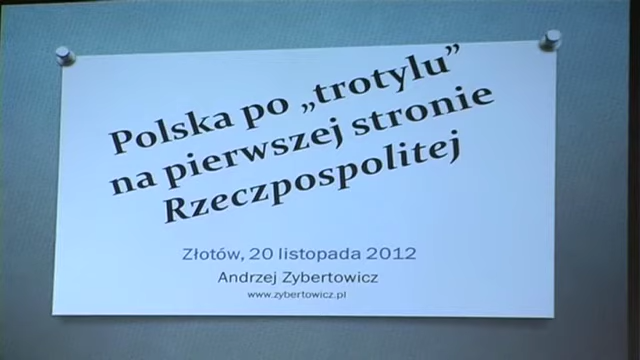 Polska po „trotylu”
na pierwszej stronie
Rzeczpospolitej
Złotów, 20 listopada 2012
Andrzej Zybertowicz
www.zybertowicz.pl